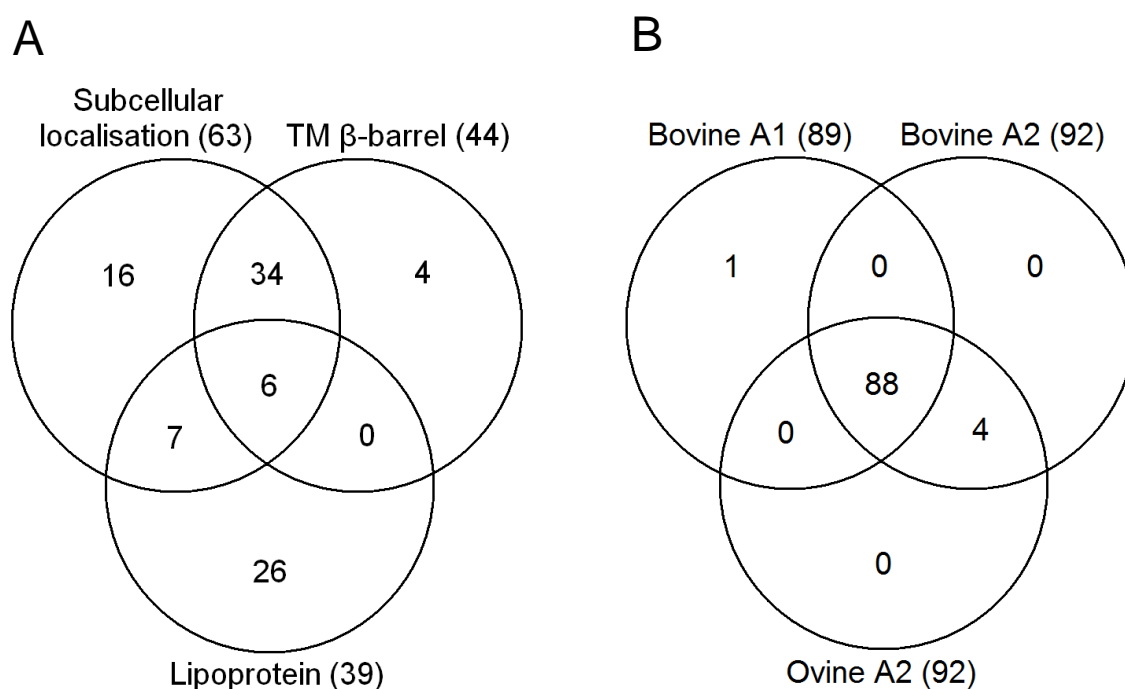 A
Subcellular
localisation (63)
TM β-barrel (44)
16
34
4
6
7
0
26
Lipoprotein (39)
B
Bovine A1 (89)
Bovine A2 (92)
1
0
0
88
0
4
0
Ovine A2 (92)